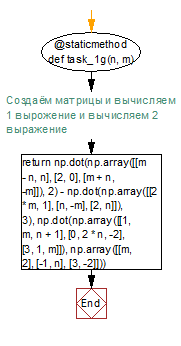 @staticmethod
def task_1g(n, m)
Создаём матрицы и вычисляем
1 вырожение и вычисляем 2
выражение
return np.dot(np.array([[m
- n, n], [2, 0], [m + n,
-m]]), 2) - np.dot(np.array([[2
* m, 1], [n, -m], [2, n]]),
3), np.dot(np.array([[1,
m, n + 1], [0, 2 * n, -2],
[3, 1, m]]), np.array([[m,
2], [-1, n], [3, -2]]))
End